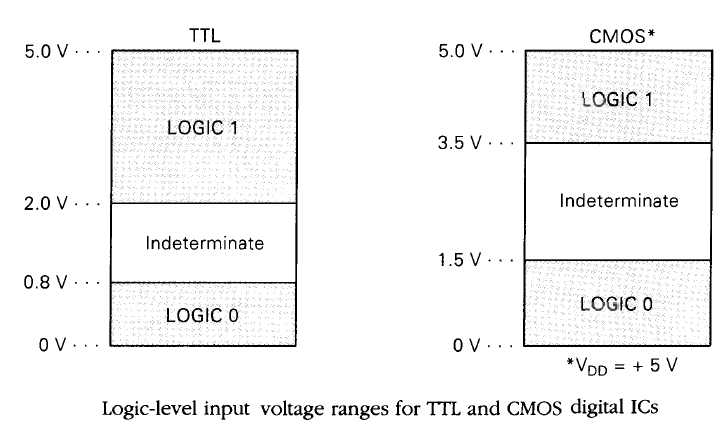 TTL
5.0 V · · ·
LOGIC 1
2.0 V · · ·
Indeterminate
0.8 V · · ·
LOGIC 0
0 V · · ·
CMOS*
5.0 V · · ·
LOGIC 1
3.5 V · · ·
Indeterminate
1.5 V · · ·
LOGIC 0
0 V · · ·
*VDD = + 5 V
Logic-level input voltage ranges for TTL and CMOS digital ICs